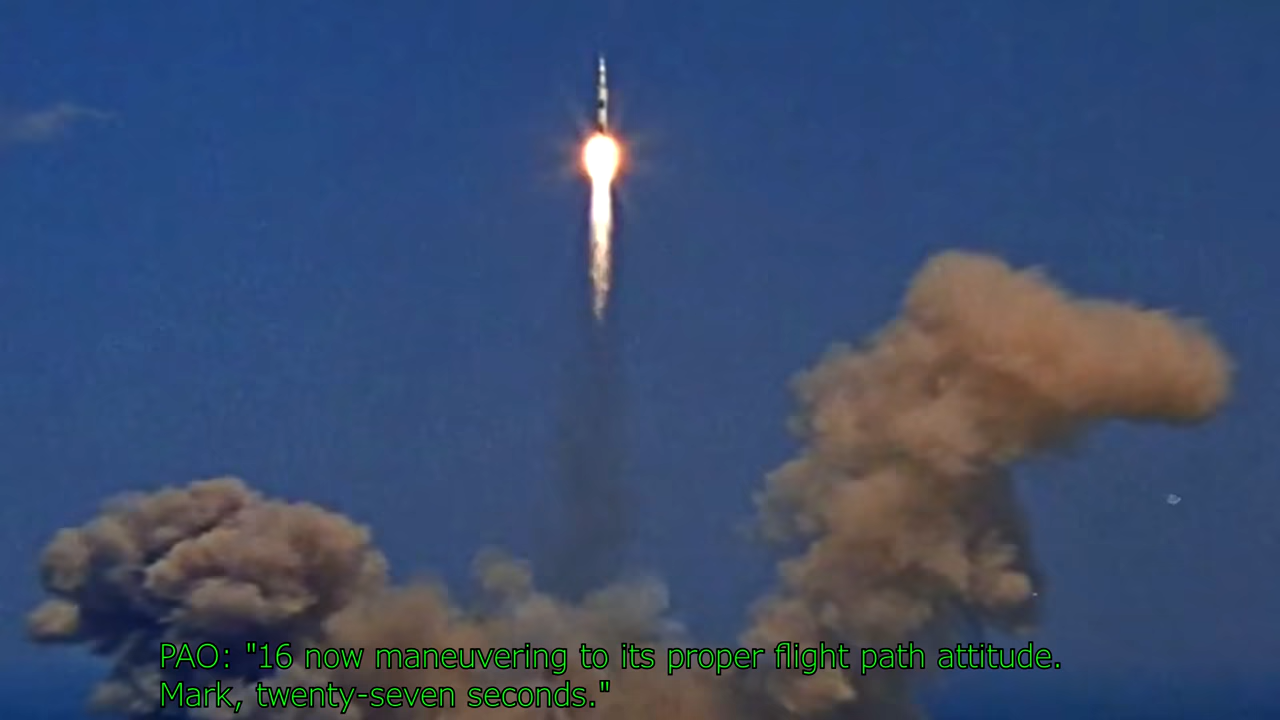 PAO: "16 now maneuvering to its proper flight path attitude.
Mark, twenty-seven seconds."